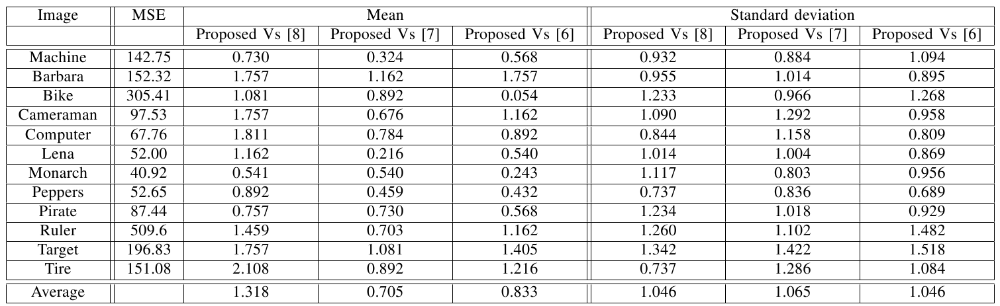 Image MSE Mean Standard deviation
Proposed Vs [8] Proposed Vs [7] Proposed Vs [6] Proposed Vs [8] Proposed Vs [7] Proposed Vs [6]
Machine 142.75 0.730 0.324 0.568 0.932 0.884 1.094
Barbara 152.32 1.757 1.162 1.757 0.955 1.014 0.895
Bike 305.41 1.081 0.892 0.054 1.233 0.966 1.268
Cameraman 97.53 1.757 0.676 1.162 1.090 1.292 0.958
Computer 67.76 1.811 0.784 0.892 0.844 1.158 0.809
Lena 52.00 1.162 0.216 0.540 1.014 1.004 0.869
Monarch 40.92 0.541 0.540 0.243 1.117 0.803 0.956
Peppers 52.65 0.892 0.459 0.432 0.737 0.836 0.689
Pirate 87.44 0.757 0.730 0.568 1.234 1.018 0.929
Ruler 509.6 1.459 0.703 1.162 1.260 1.102 1.482
Target 196.83 1.757 1.081 1.405 1.342 1.422 1.518
Tire 151.08 2.108 0.892 1.216 0.737 1.286 1.084
Average 1.318 0.705 0.833 1.046 1.065 1.046